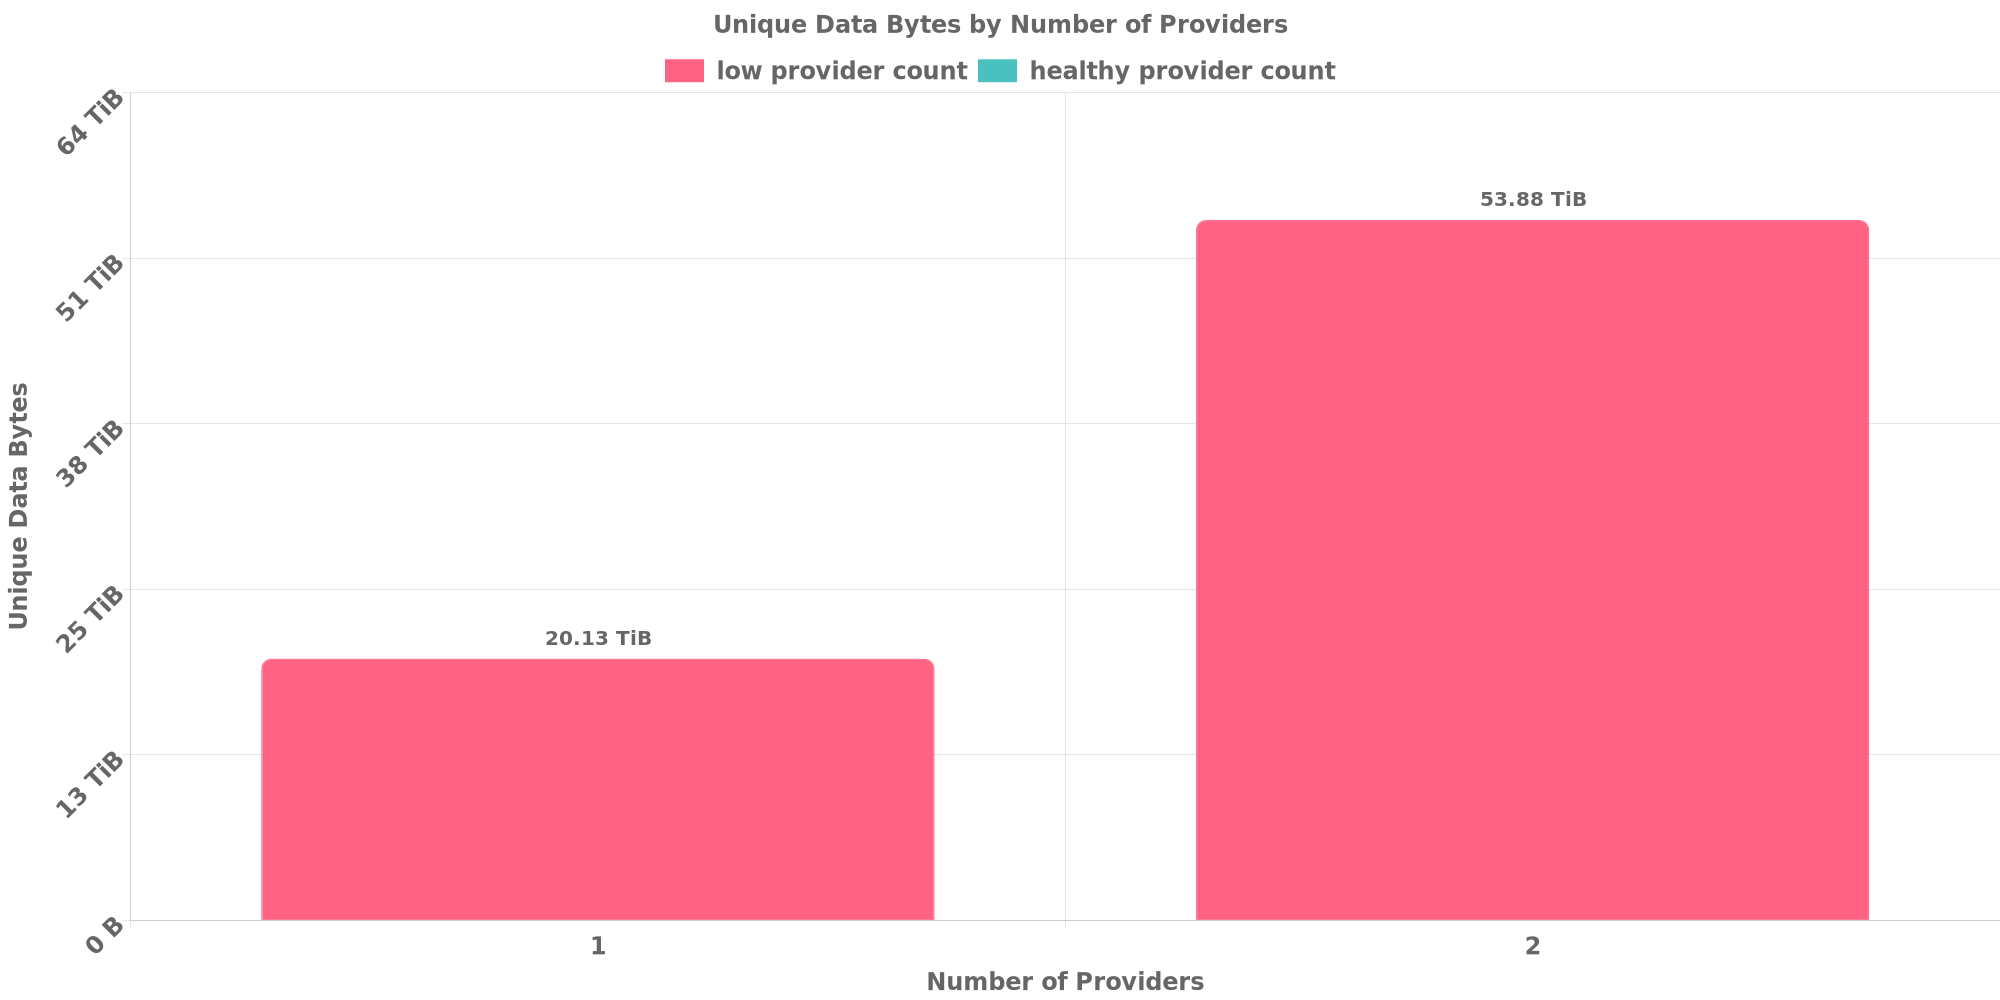 Unique Data Bytes by Number of Providers
low provider count healthy provider count
64 TiB
51 TiB
38 TiB
25 TiB
13 TiB
0 B
Unique Data Bytes
20.13 TiB
53.88 TiB
1 2
Number of Providers